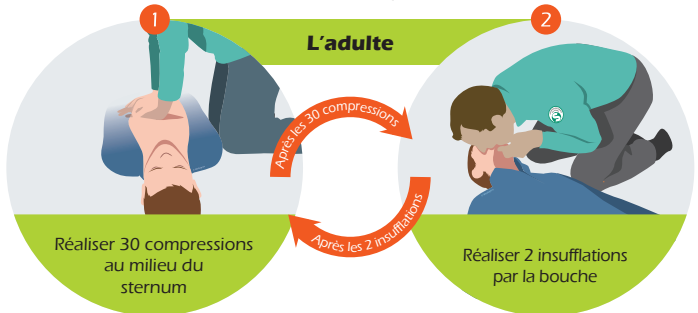 1
L'adulte
2
Après les 30 compressions
Après les 2 insufflations
Réaliser 30 compressions
au milieu du
sternum
Réaliser 2 insufflations
par la bouche